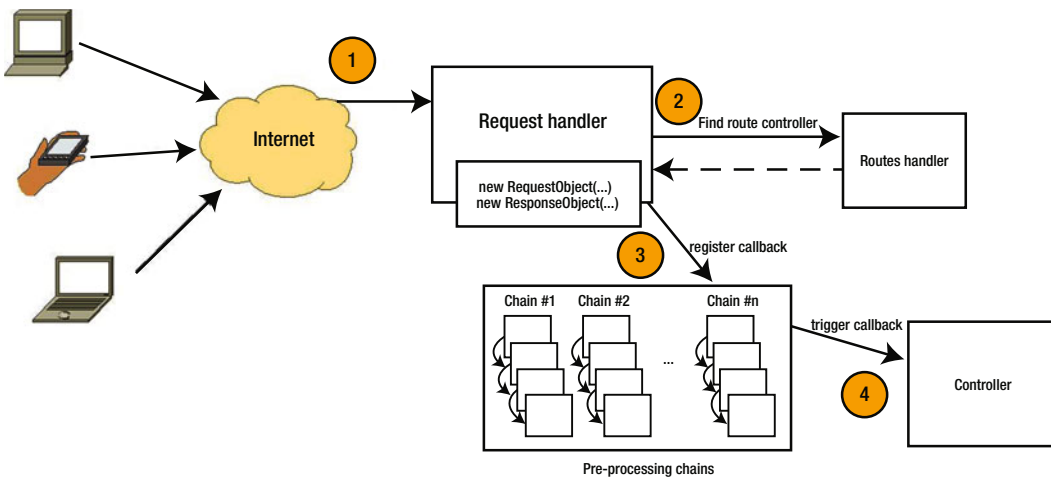 1
Internet
Request handler
new RequestObject(...)
new ResponseObject(...)
2
Find route controller
Routes handler
3
register callback
Chain #1
Chain #2
...
Chain #n
Pre-processing chains
trigger callback
4
Controller